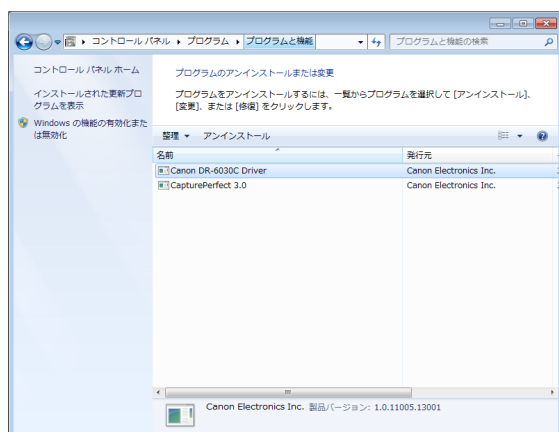 コントロール パネル ▸ プログラム ▸ プログラムと機能
プログラムと機能の検索
コントロール パネル ホーム
インストールされた更新プロ
グラムを表示
Windows の機能の有効化また
は無効化
プログラムのアンインストールまたは変更
プログラムをアンインストールするには、一覧からプログラムを選択して [アンインストール]、
[変更]、または [修復] をクリックします。
整理 アンインストール
名前 発行元
Canon DR-6030C Driver Canon Electronics Inc.
CapturePerfect 3.0 Canon Electronics Inc.
Canon Electronics Inc. 製品バージョン: 1.0.11005.13001